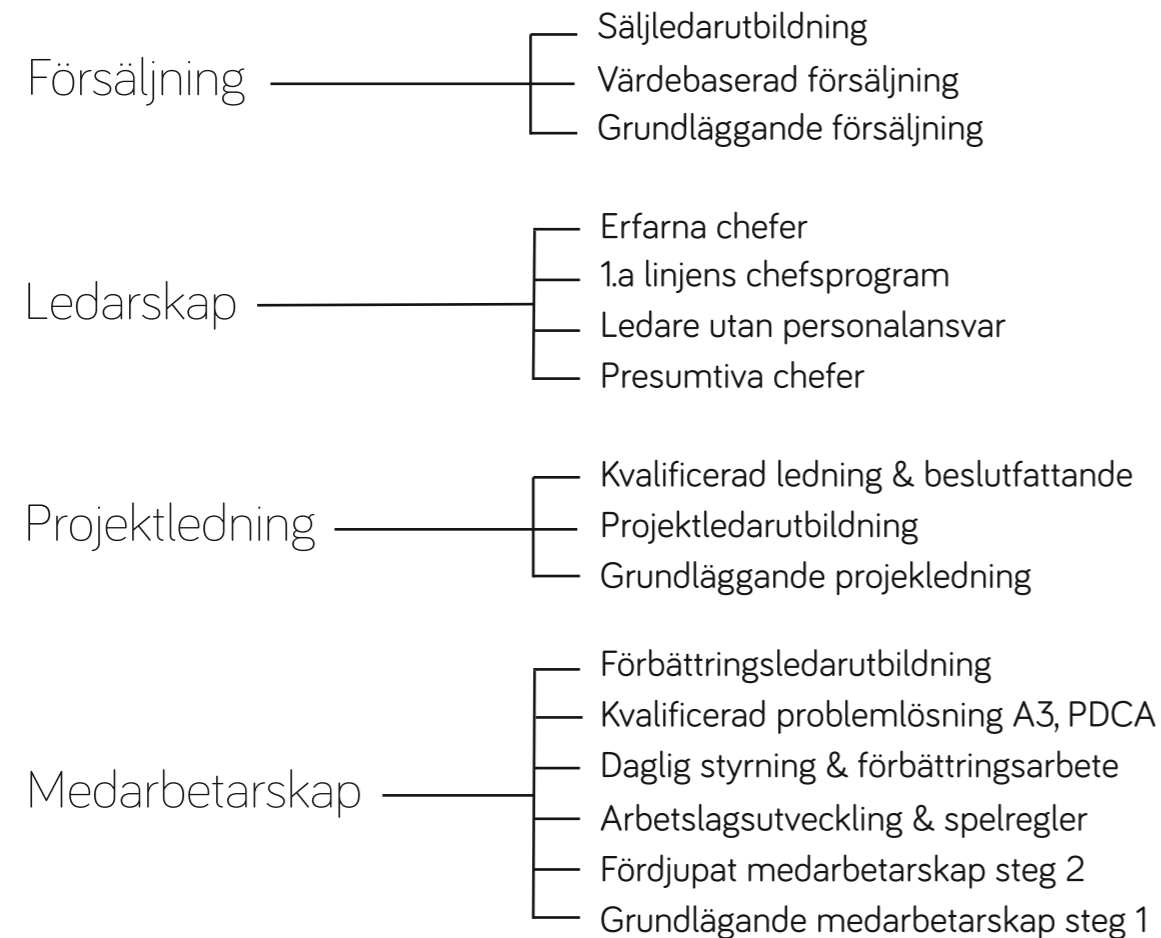 Försäljning
Säljledarutbildning
Värdebaserad försäljning
Grundläggande försäljning
Ledarskap
Erfarna chefer
1.a linjens chefsprogram
Ledare utan personalansvar
Presumtiva chefer
Projektledning
Kvalificerad ledning & beslutfattande
Projektledarutbildning
Grundläggande projekledning
Medarbetarskap
Förbättringsledarutbildning
Kvalificerad problemlösning A3, PDCA
Daglig styrning & förbättringsarbete
Arbetslagsutveckling & spelregler
Fördjupat medarbetarskap steg 2
Grundlägande medarbetarskap steg 1